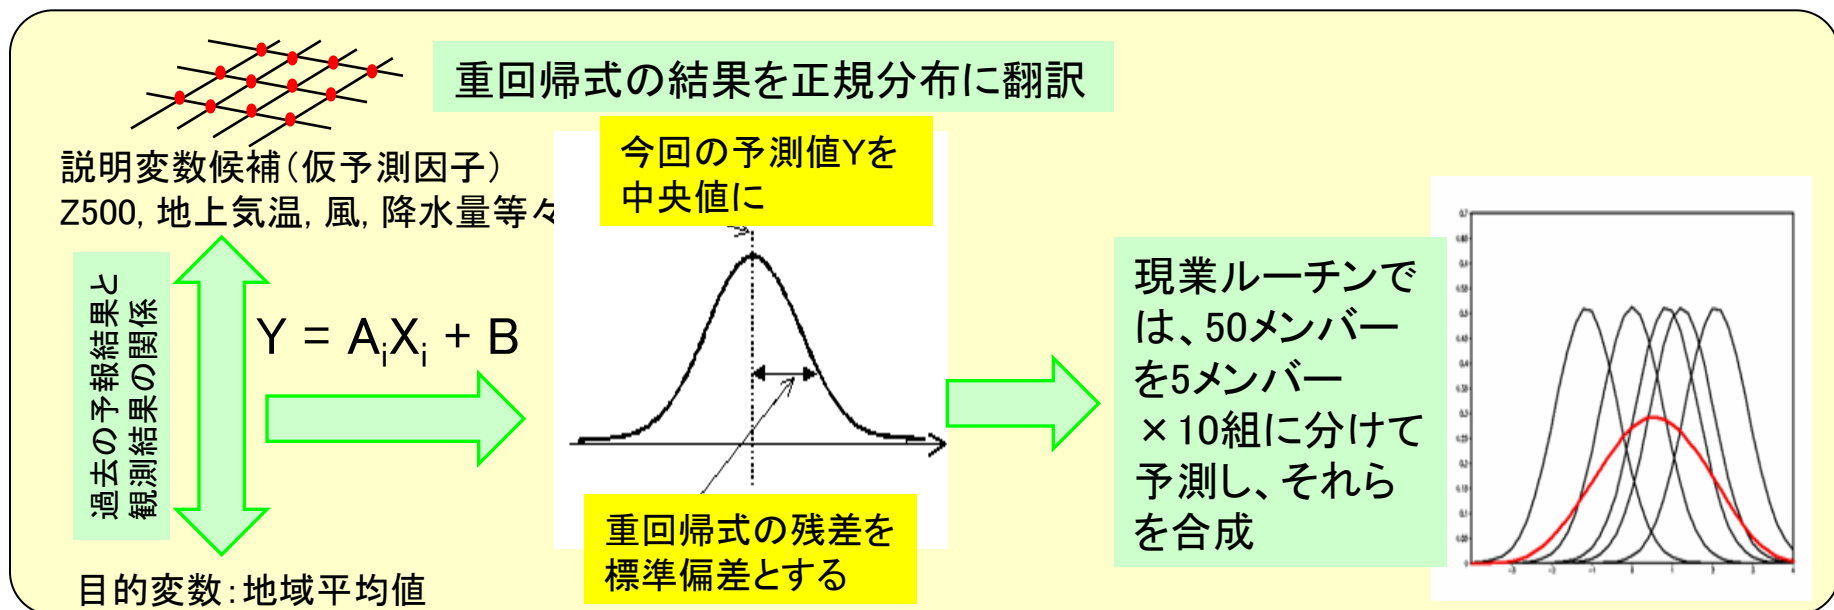 重回帰式の結果を正規分布に翻訳
説明変数候補（仮予測因子）
Z500, 地上気温, 風, 降水量等々
過去の予報結果と
観測結果の関係
Y = AiXi + B
目的変数：地域平均値
今回の予測値Yを
中央値に
重回帰式の残差を
標準偏差とする
現業ルーチンで
は、50メンバー
を5メンバー
×10組に分けて
予測し、それら
を合成